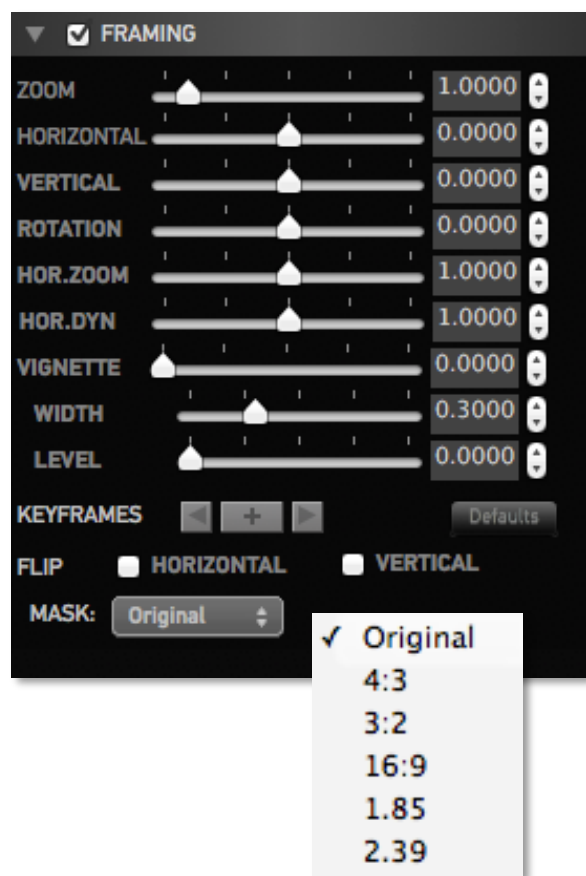 FRAMING
ZOOM 1.0000
HORIZONTAL 0.0000
VERTICAL 0.0000
ROTATION 0.0000
HOR.ZOOM 1.0000
HOR.DYN 1.0000
VIGNETTE 0.0000
WIDTH 0.3000
LEVEL 0.0000
KEYFRAMES + Defaults
FLIP HORIZONTAL VERTICAL
MASK: Original
✓ Original
4:3
3:2
16:9
1.85
2.39